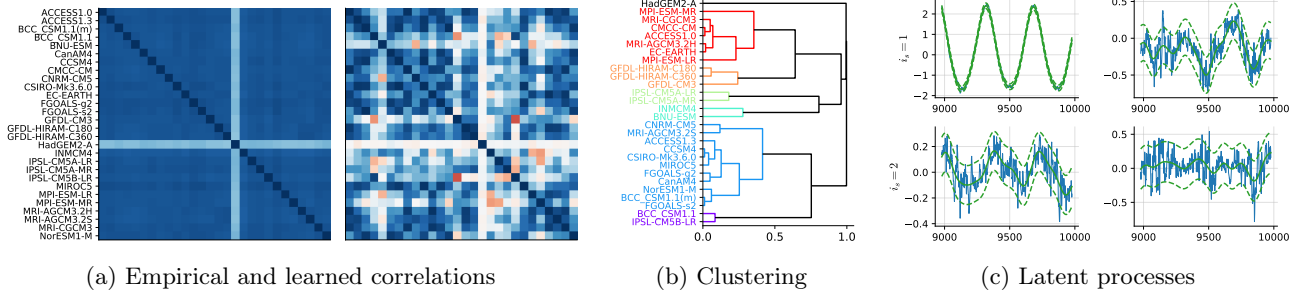 ACCESS1.0
ACCESS1.3
BCC_CSM1.1(m)
BCC_CSM1.1
BNU-ESM
CanAM4
CCSM4
CMCC-CM
CNRM-CM5
CSIRO-Mk3.6.0
EC-EARTH
FGOALS-g2
FGOALS-s2
GFDL-CM3
GFDL-HIRAM-C180
GFDL-HIRAM-C360
HadGEM2-A
INMCM4
IPSL-CM5A-LR
IPSL-CM5A-MR
IPSL-CM5B-LR
MIROC5
MPI-ESM-LR
MPI-ESM-MR
MRI-AGCM3.2H
MRI-AGCM3.2S
MRI-CGCM3
NorESM1-M
(a) Empirical and learned correlations
HadGEM2-A
MPI-ESM-MR
MRI-CGCM3
CMCC-CM
ACCESS1.0
MRI-AGCM3.2H
EC-EARTH
MPI-ESM-LR
GFDL-HIRAM-C180
GFDL-HIRAM-C360
GFDL-CM3
IPSL-CM5A-LR
IPSL-CM5A-MR
INMCM4
BNU-ESM
CNRM-CM5
MRI-AGCM3.2S
ACCESS1.3
CCSM4
CSIRO-Mk3.6.0
MIROC5
FGOALS-g2
CanAM4
NorESM1-M
BCC_CSM1.1(m)
FGOALS-s2
BCC_CSM1.1
IPSL-CM5B-LR
0.0 0.5 1.0
(b) Clustering
i_s = 1
2
1
0
−1
−2
9000 9500 10000
0.5
0.0
−0.5
9000 9500 10000
i_s = 2
0.4
0.2
0.0
−0.2
−0.4
9000 9500 10000
0.5
0.0
−0.5
9000 9500 10000
(c) Latent processes